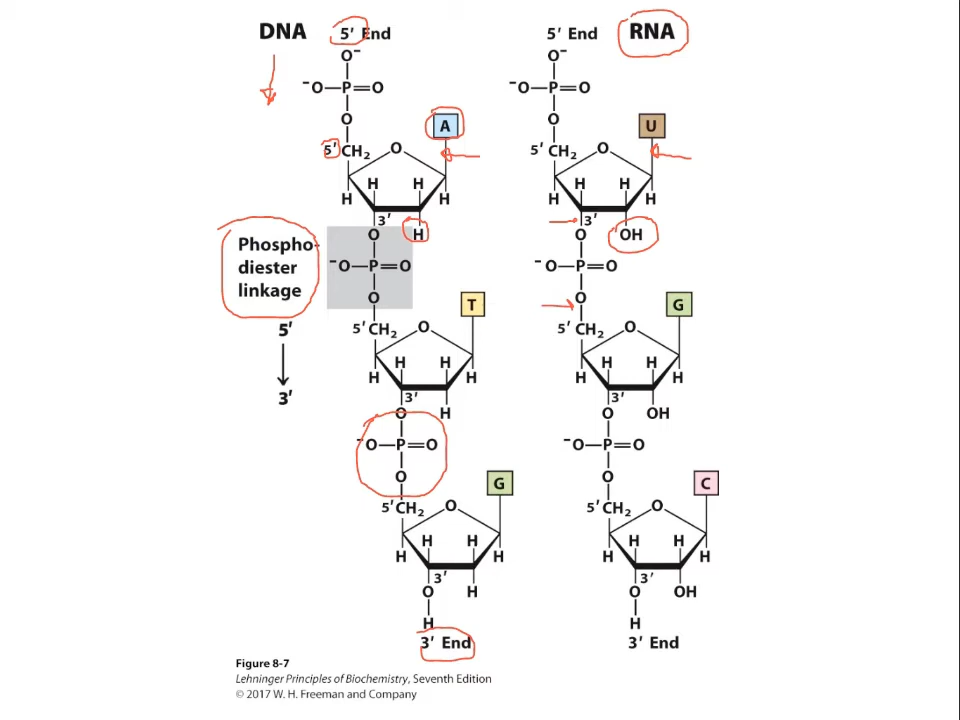 DNA 5′ End
5′ End RNA
O⁻ O⁻
⁻O—P=O ⁻O—P=O
O O
A U
5′ CH₂ O 5′ CH₂ O
H H H H
H H H H
3′ 3′
O H O OH
Phospho-
diester
linkage
⁻O—P=O ⁻O—P=O
O O
T G
5′ 5′ CH₂ O 5′ CH₂ O
H H H H
H H H H
3′ 3′ 3′
O H O OH
⁻O—P=O ⁻O—P=O
O O
G C
5′ CH₂ O 5′ CH₂ O
H H H H
H H H H
3′ 3′
O H O OH
H H
3′ End 3′ End
Figure 8-7
Lehninger Principles of Biochemistry, Seventh Edition
© 2017 W. H. Freeman and Company